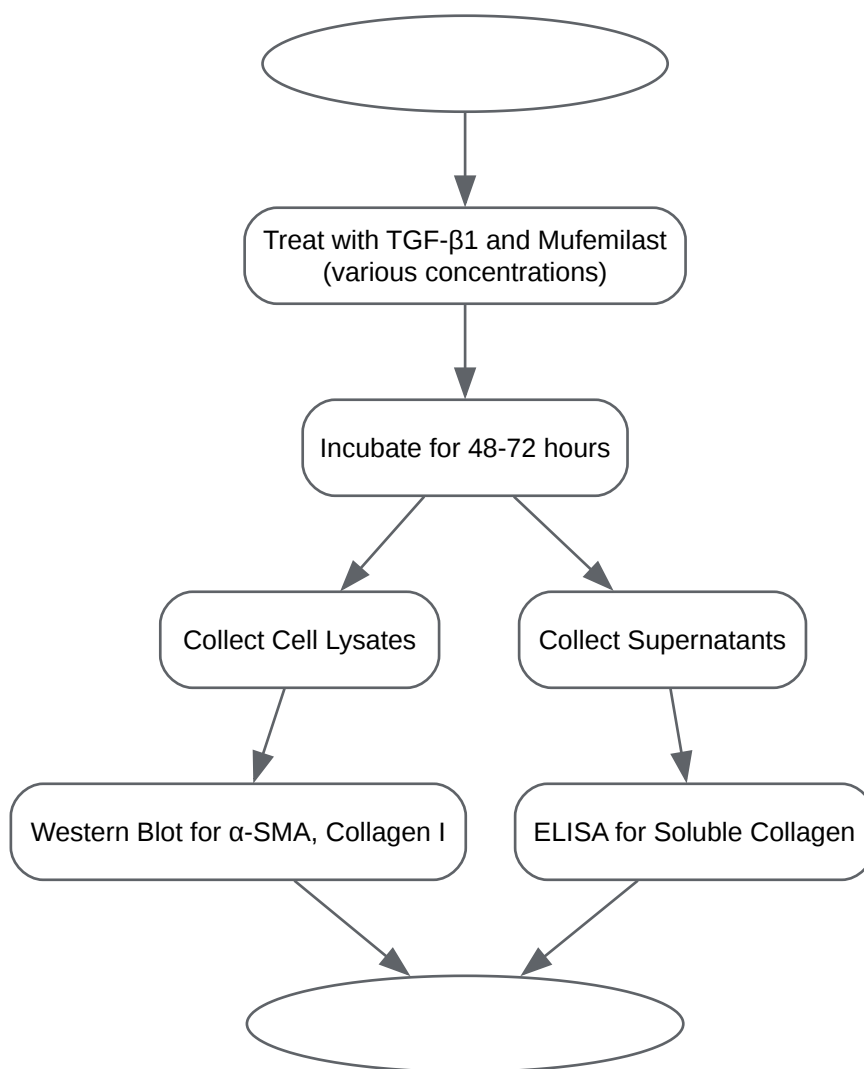 Treat with TGF-β1 and Mufemilast
(various concentrations)
Incubate for 48-72 hours
Collect Cell Lysates
Collect Supernatants
Western Blot for α-SMA, Collagen I
ELISA for Soluble Collagen